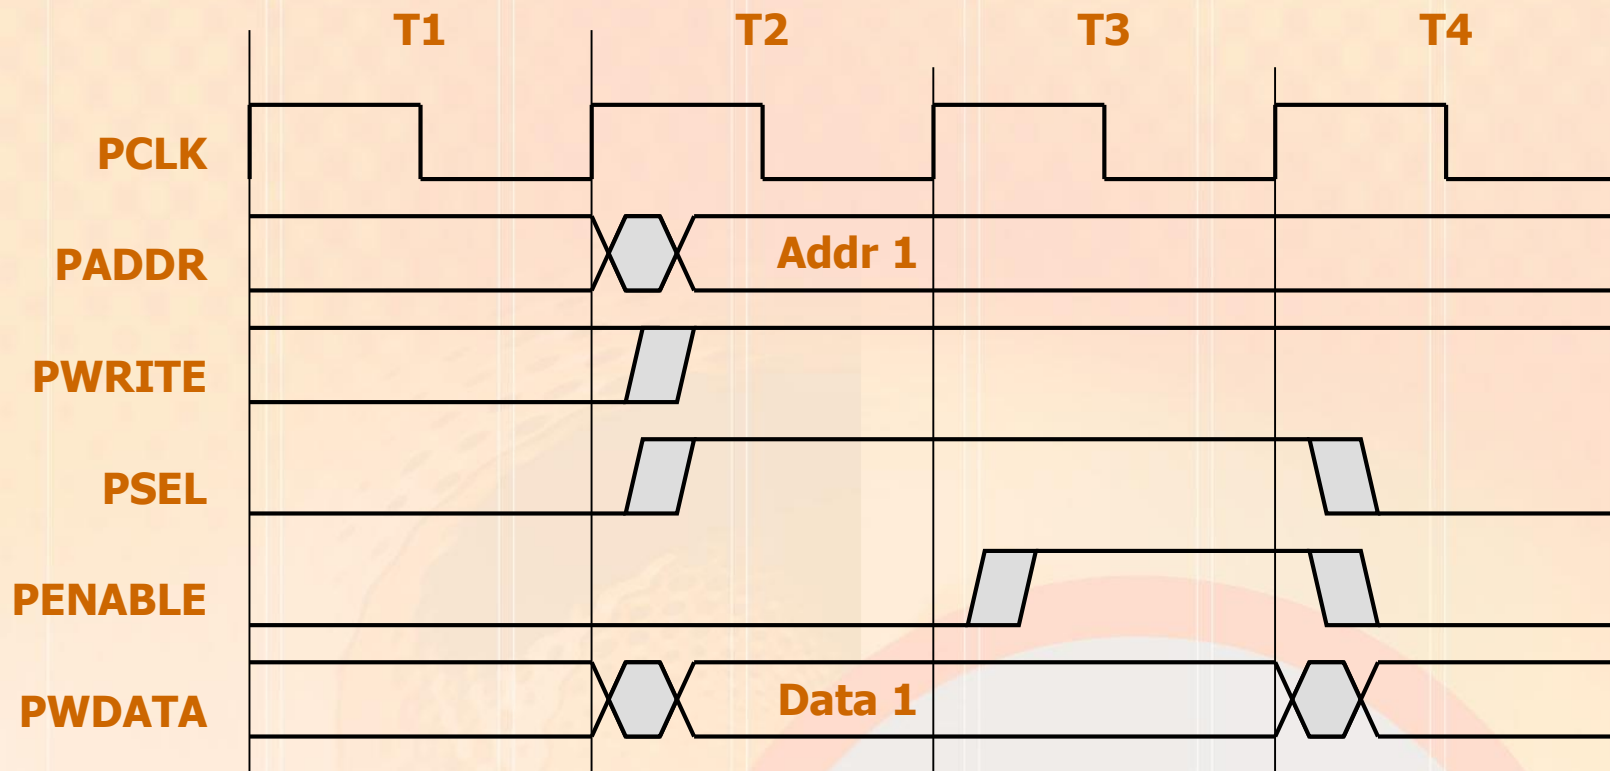 T1 T2 T3 T4
PCLK
PADDR Addr 1
PWRITE
PSEL
PENABLE
PWDATA Data 1